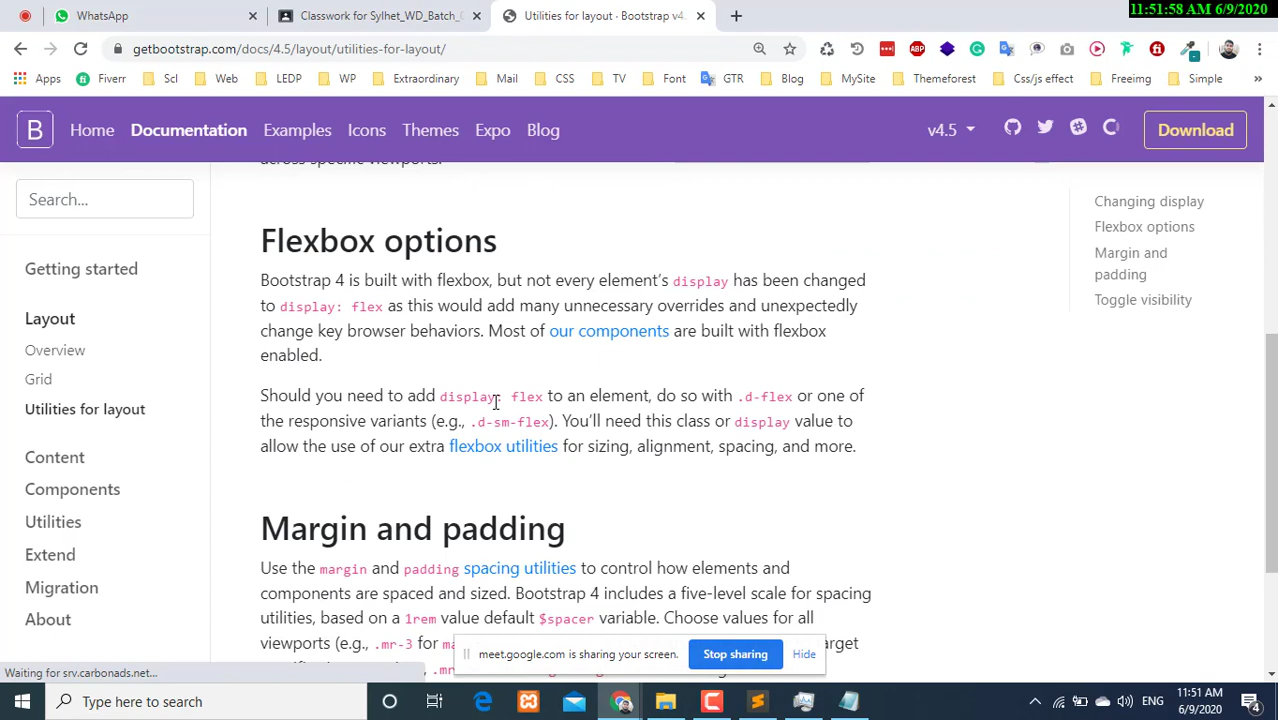 11:51:58 AM 6/9/2020
WhatsApp
Classwork for Sylhet_WD_Batch_
Utilities for layout · Bootstrap v4.
getbootstrap.com/docs/4.5/layout/utilities-for-layout/
Apps Fiverr Scl Web LEDP WP Extraordinary Mail CSS TV Font GTR Blog MySite Themeforest Css/js effect Freeimg Simple »
B Home Documentation Examples Icons Themes Expo Blog v4.5 Download
across specific viewports.
Search...
Getting started
Layout
Overview
Grid
Utilities for layout
Content
Components
Utilities
Extend
Migration
About
Flexbox options
Bootstrap 4 is built with flexbox, but not every element’s display has been changed
to display: flex as this would add many unnecessary overrides and unexpectedly
change key browser behaviors. Most of our components are built with flexbox
enabled.
Should you need to add display: flex to an element, do so with .d-flex or one of
the responsive variants (e.g., .d-sm-flex). You’ll need this class or display value to
allow the use of our extra flexbox utilities for sizing, alignment, spacing, and more.
Margin and padding
Use the margin and padding spacing utilities to control how elements and
components are spaced and sized. Bootstrap 4 includes a five-level scale for spacing
utilities, based on a 1rem value default $spacer variable. Choose values for all
viewports (e.g., .mr-3 for
Changing display
Flexbox options
Margin and
padding
Toggle visibility
meet.google.com is sharing your screen. Stop sharing Hide
Waiting for srv.carbonads.net...
Type here to search
ENG
11:51 AM
6/9/2020
4